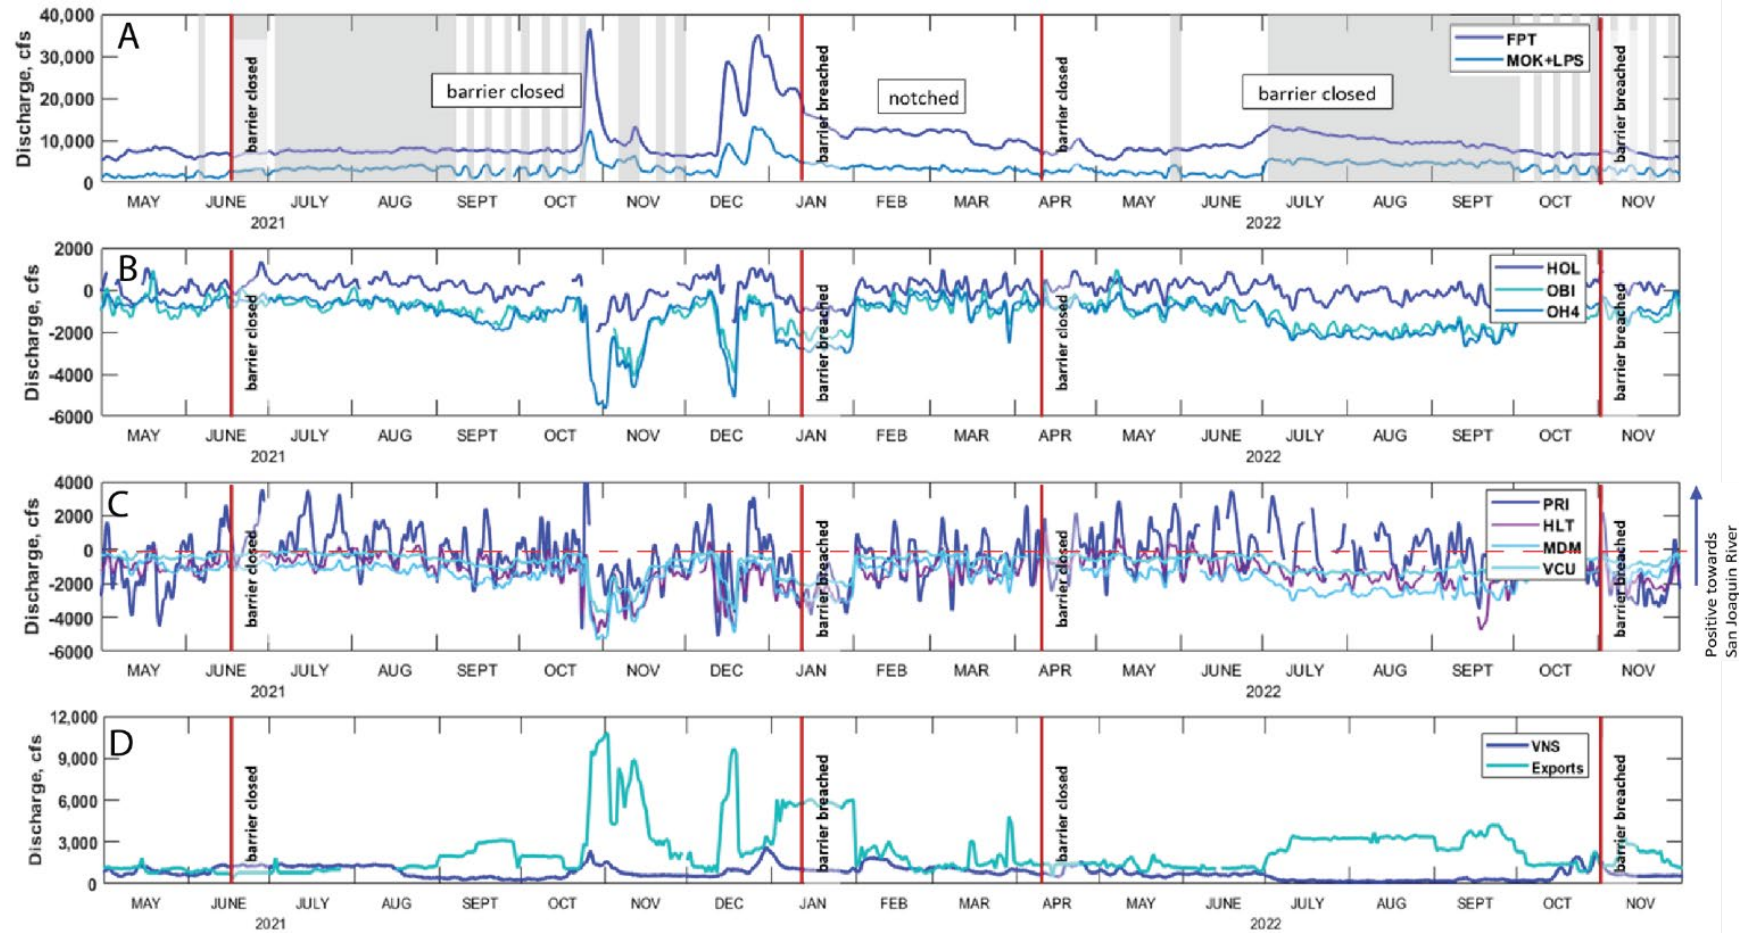 A
Discharge, cfs
40,000
30,000
20,000
10,000
0
barrier closed
barrier closed
barrier breached
notched
barrier closed
barrier closed
barrier breached
FPT
MOK+LPS
MAY JUNE JULY AUG SEPT OCT NOV DEC JAN FEB MAR APR MAY JUNE JULY AUG SEPT OCT NOV
2021 2022
B
Discharge, cfs
2000
0
-2000
-4000
-6000
barrier closed
barrier breached
barrier closed
barrier breached
HOL
OBI
OH4
MAY JUNE JULY AUG SEPT OCT NOV DEC JAN FEB MAR APR MAY JUNE JULY AUG SEPT OCT NOV
2021 2022
C
Discharge, cfs
4000
2000
0
-2000
-4000
-6000
barrier closed
barrier breached
barrier closed
barrier breached
PRI
HLT
MDM
VCU
Positive towards
San Joaquin River
MAY JUNE JULY AUG SEPT OCT NOV DEC JAN FEB MAR APR MAY JUNE JULY AUG SEPT OCT NOV
2021 2022
D
Discharge, cfs
12,000
9,000
6,000
3,000
0
barrier closed
barrier breached
barrier closed
barrier breached
VNS
Exports
MAY JUNE JULY AUG SEPT OCT NOV DEC JAN FEB MAR APR MAY JUNE JULY AUG SEPT OCT NOV
2021 2022